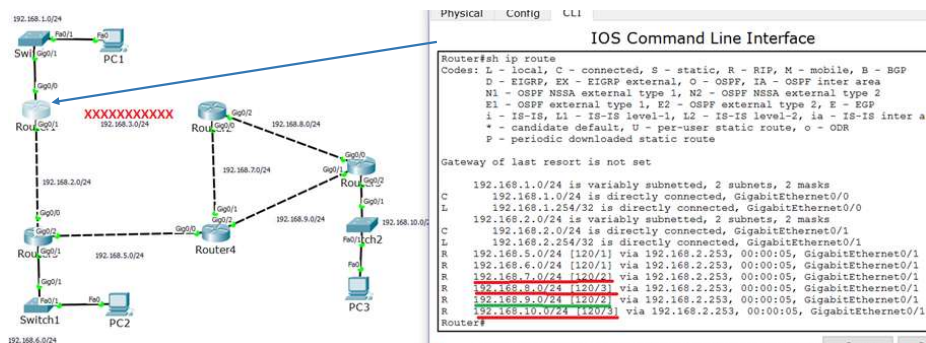 192.168.1.0/24
Fa0/1
Fa0
Swi
PC1
Gig0/1
Gig0/0
XXXXXXXXXXX
Gig0/1
192.168.3.0/24
Gig0/2
192.168.8.0/24
Gig0/0
192.168.7.0/24
Gig0/1
Gig0/2
192.168.2.0/24
Gig0/0
Gig0/1
Gig0/1
192.168.9.0/24
192.168.10.0/2
Gig0/2
Gig0/0
Gig0/2
Gig0/1
Fa0/1
tch2
Router4
192.168.5.0/24
Fa0
Fa0/1
Fa0
PC3
Switch1
PC2
192.168.6.0/24
Physical Config CLI
IOS Command Line Interface
Router#sh ip route
Codes: L - local, C - connected, S - static, R - RIP, M - mobile, B - BGP
D - EIGRP, EX - EIGRP external, O - OSPF, IA - OSPF inter area
N1 - OSPF NSSA external type 1, N2 - OSPF NSSA external type 2
E1 - OSPF external type 1, E2 - OSPF external type 2, E - EGP
i - IS-IS, L1 - IS-IS level-1, L2 - IS-IS level-2, ia - IS-IS inter a
* - candidate default, U - per-user static route, o - ODR
P - periodic downloaded static route
Gateway of last resort is not set
192.168.1.0/24 is variably subnetted, 2 subnets, 2 masks
C 192.168.1.0/24 is directly connected, GigabitEthernet0/0
L 192.168.1.254/32 is directly connected, GigabitEthernet0/0
192.168.2.0/24 is variably subnetted, 2 subnets, 2 masks
C 192.168.2.0/24 is directly connected, GigabitEthernet0/1
L 192.168.2.254/32 is directly connected, GigabitEthernet0/1
R 192.168.5.0/24 [120/1] via 192.168.2.253, 00:00:05, GigabitEthernet0/1
R 192.168.6.0/24 [120/1] via 192.168.2.253, 00:00:05, GigabitEthernet0/1
R 192.168.7.0/24 [120/2] via 192.168.2.253, 00:00:05, GigabitEthernet0/1
R 192.168.8.0/24 [120/3] via 192.168.2.253, 00:00:05, GigabitEthernet0/1
R 192.168.9.0/24 [120/2] via 192.168.2.253, 00:00:05, GigabitEthernet0/1
R 192.168.10.0/24 [120/3] via 192.168.2.253, 00:00:05, GigabitEthernet0/1
Router#